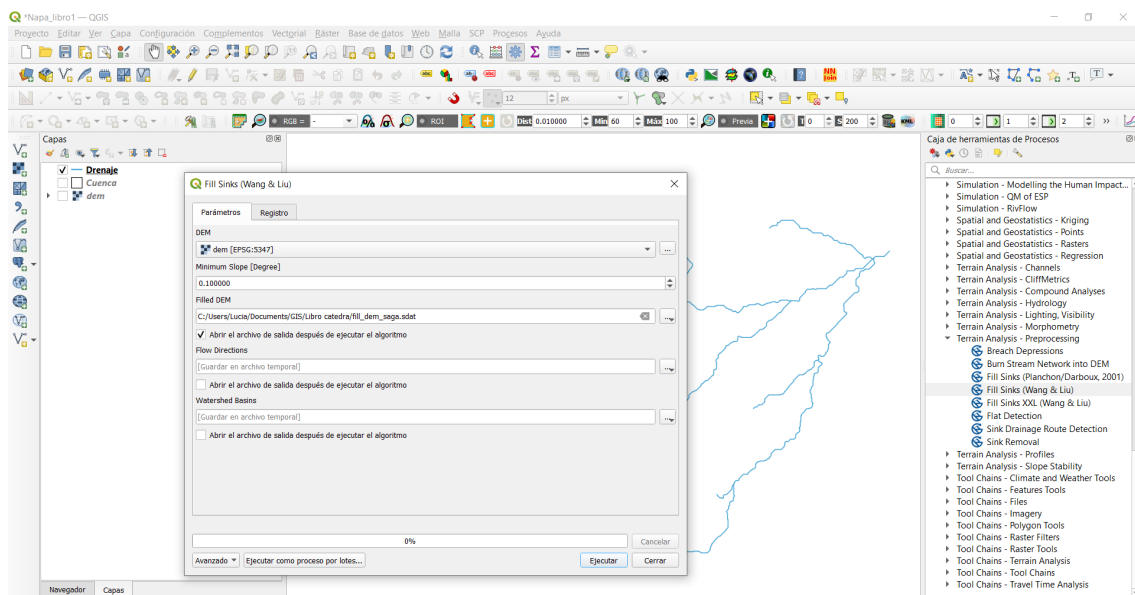 *Napa_libro1 — QGIS
Proyecto Editar Ver Capa Configuración Complementos Vectorial Ráster Base de datos Web Malla SCP Procesos Ayuda
12 px
RGB = - ROI Dist 0.010000 Mín 60 Máx 100 Previa T 0 S 200 0 1 2
Capas
Drenaje
Cuenca
dem
Fill Sinks (Wang & Liu)
Parámetros Registro
DEM
dem [EPSG:5347]
Minimum Slope [Degree]
0.100000
Filled DEM
C:/Users/Lucia/Documents/GIS/Libro catedra/fill_dem_saga.sdat
Abrir el archivo de salida después de ejecutar el algoritmo
Flow Directions
[Guardar en archivo temporal]
Abrir el archivo de salida después de ejecutar el algoritmo
Watershed Basins
[Guardar en archivo temporal]
Abrir el archivo de salida después de ejecutar el algoritmo
0%
Cancelar
Avanzado Ejecutar como proceso por lotes... Ejecutar Cerrar
Navegador Capas
Caja de herramientas de Procesos
Buscar...
Simulation - Modelling the Human Impact...
Simulation - QM of ESP
Simulation - RivFlow
Spatial and Geostatistics - Kriging
Spatial and Geostatistics - Points
Spatial and Geostatistics - Rasters
Spatial and Geostatistics - Regression
Terrain Analysis - Channels
Terrain Analysis - CliffMetrics
Terrain Analysis - Compound Analyses
Terrain Analysis - Hydrology
Terrain Analysis - Lighting, Visibility
Terrain Analysis - Morphometry
Terrain Analysis - Preprocessing
Breach Depressions
Burn Stream Network into DEM
Fill Sinks (Planchon/Darboux, 2001)
Fill Sinks (Wang & Liu)
Fill Sinks XXL (Wang & Liu)
Flat Detection
Sink Drainage Route Detection
Sink Removal
Terrain Analysis - Profiles
Terrain Analysis - Slope Stability
Tool Chains - Climate and Weather Tools
Tool Chains - Features Tools
Tool Chains - Files
Tool Chains - Imagery
Tool Chains - Polygon Tools
Tool Chains - Raster Filters
Tool Chains - Raster Tools
Tool Chains - Terrain Analysis
Tool Chains - Tool Chains
Tool Chains - Travel Time Analysis